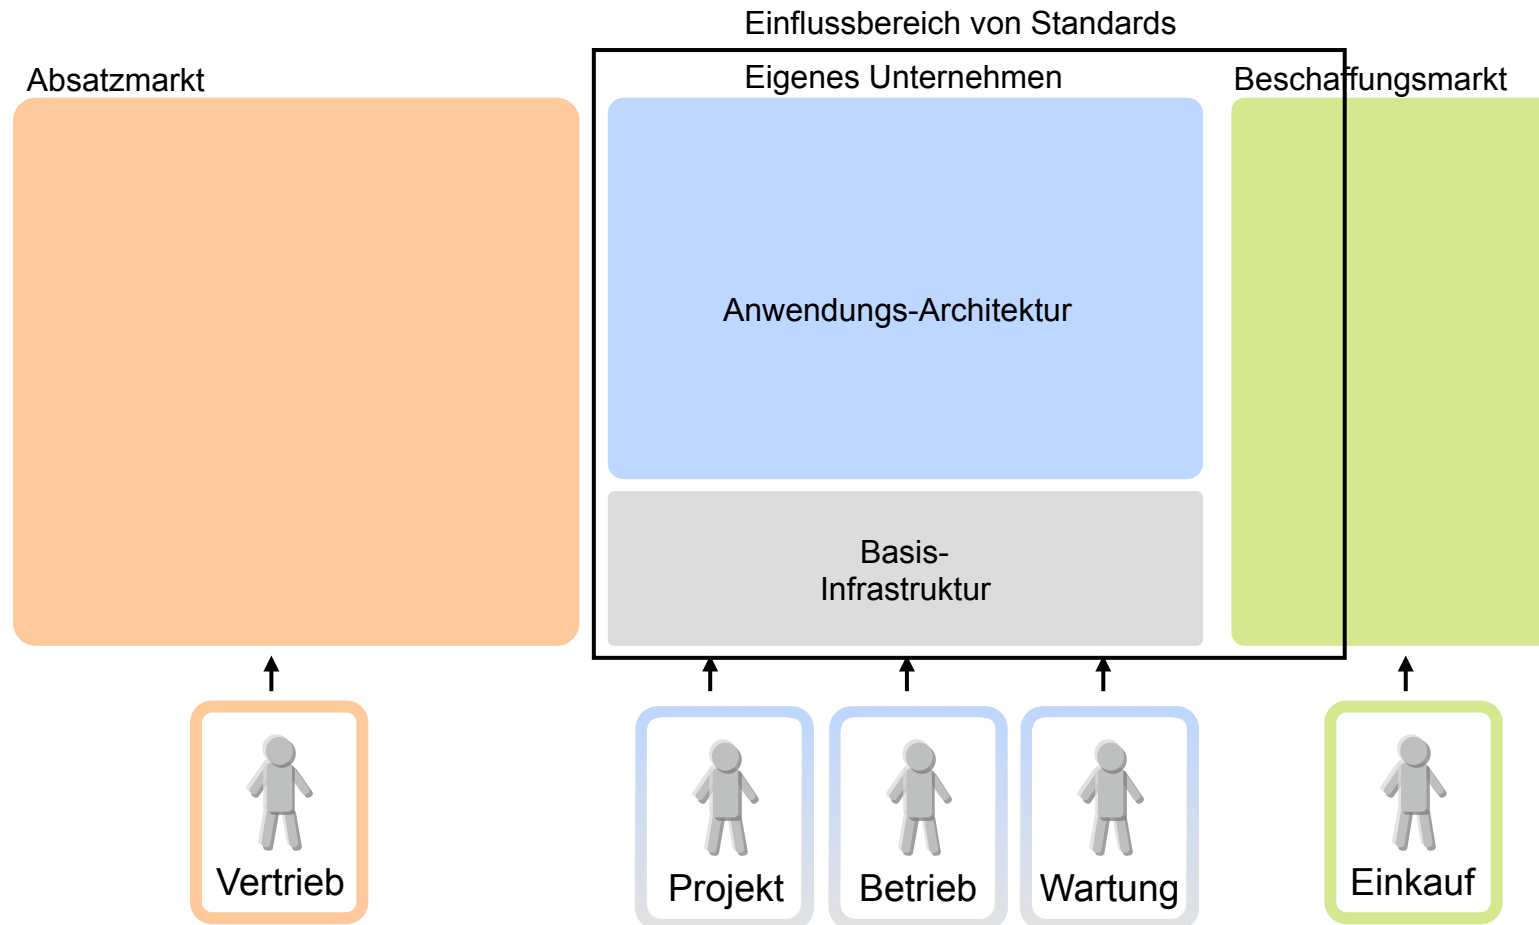 Einflussbereich von Standards
Absatzmarkt
Eigenes Unternehmen
Beschaffungsmarkt
Anwendungs-Architektur
Basis-
Infrastruktur
Vertrieb
Projekt
Betrieb
Wartung
Einkauf